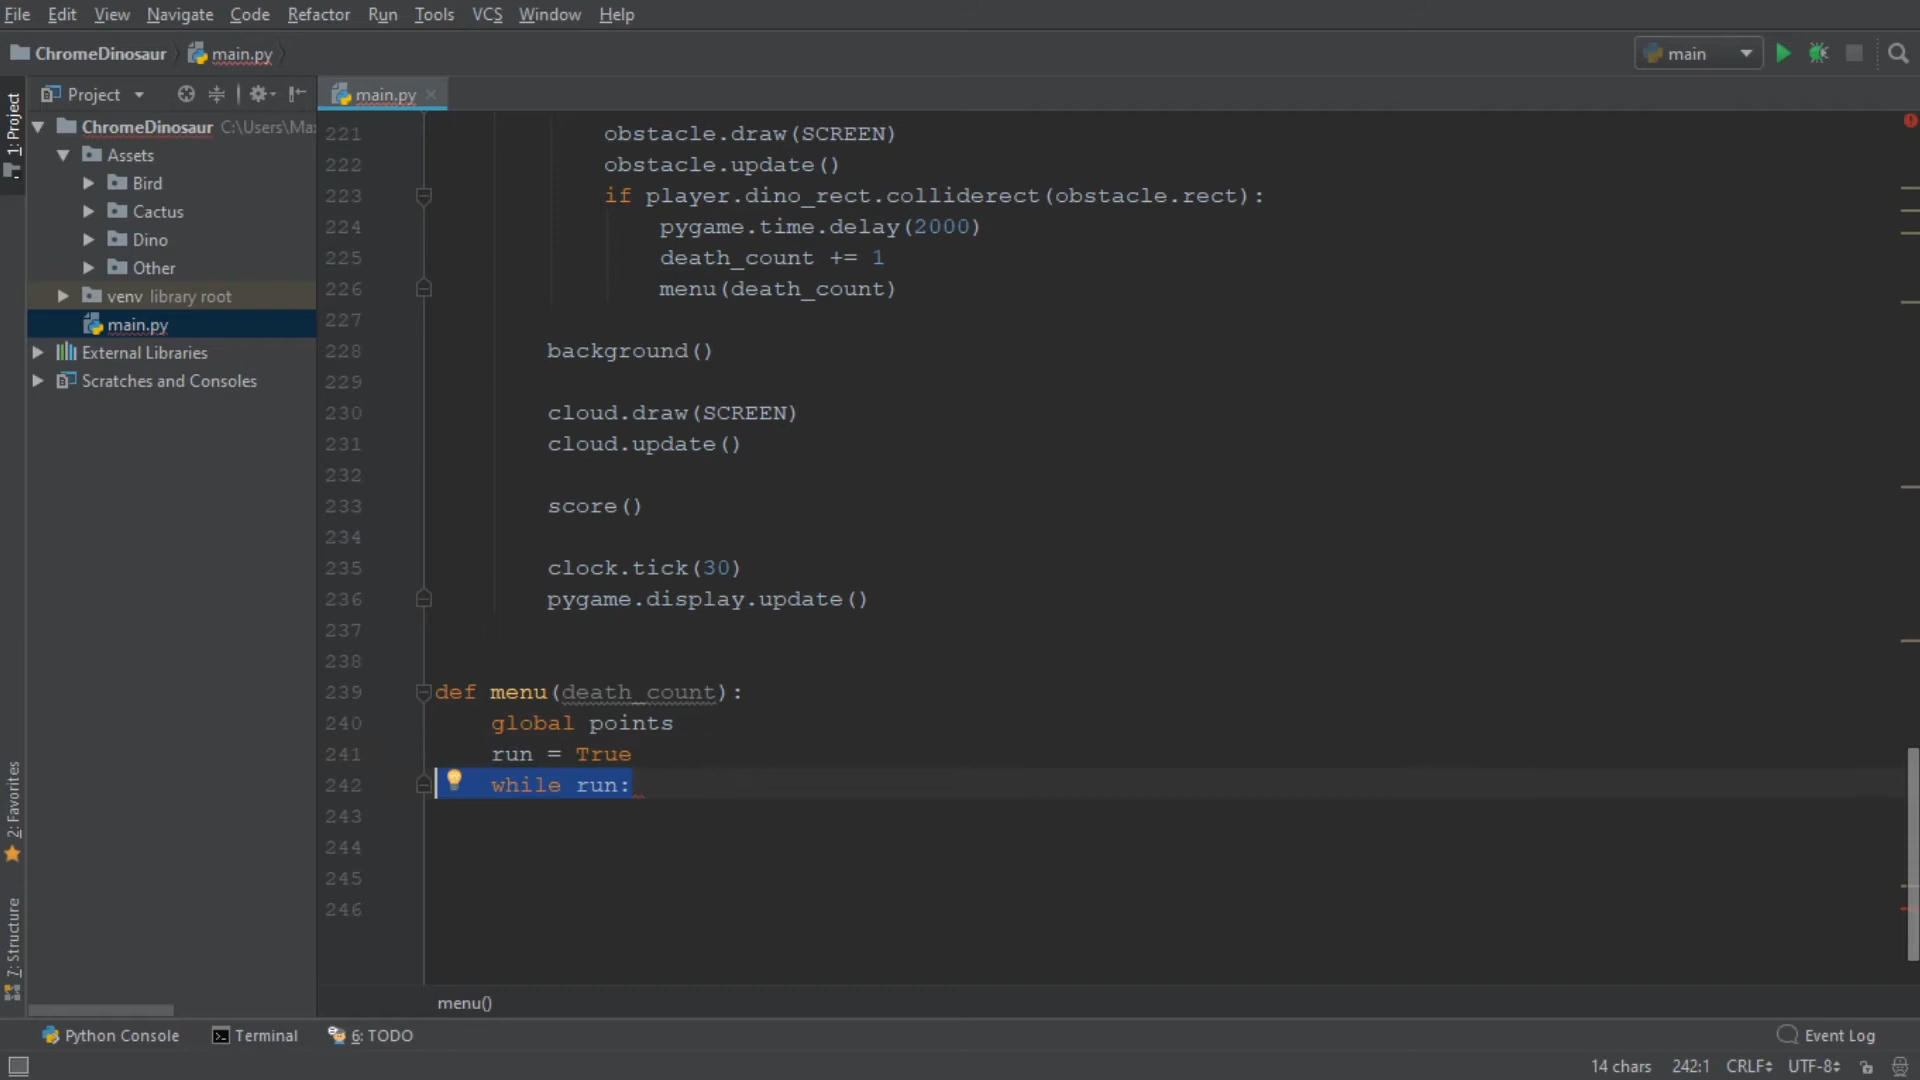 File Edit View Navigate Code Refactor Run Tools VCS Window Help
ChromeDinosaur main.py main
1: Project
Project
main.py
ChromeDinosaur C:\Users\Ma
Assets
Bird
Cactus
Dino
Other
venv library root
main.py
External Libraries
Scratches and Consoles
2: Favorites
7: Structure
221 obstacle.draw(SCREEN)
222 obstacle.update()
223 if player.dino_rect.colliderect(obstacle.rect):
224 pygame.time.delay(2000)
225 death_count += 1
226 menu(death_count)
227
228 background()
229
230 cloud.draw(SCREEN)
231 cloud.update()
232
233 score()
234
235 clock.tick(30)
236 pygame.display.update()
237
238
239 def menu(death_count):
240 global points
241 run = True
242 while run:
243
244
245
246
menu()
Python Console Terminal 6: TODO Event Log
14 chars 242:1 CRLF UTF-8